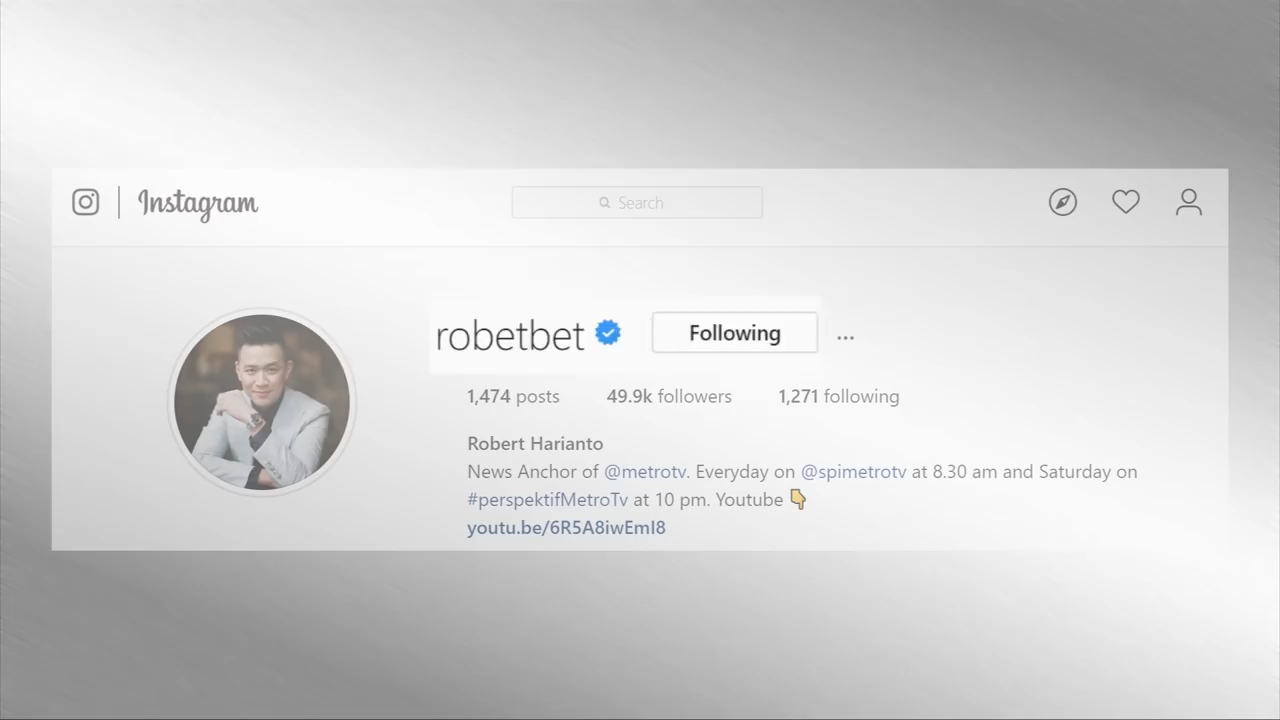 Instagram
Search
robetbet
Following
...
1,474 posts 49.9k followers 1,271 following
Robert Harianto
News Anchor of @metrotv. Everyday on @spimetrotv at 8.30 am and Saturday on
#perspektifMetroTv at 10 pm. Youtube 👇
youtu.be/6R5A8iwEmI8